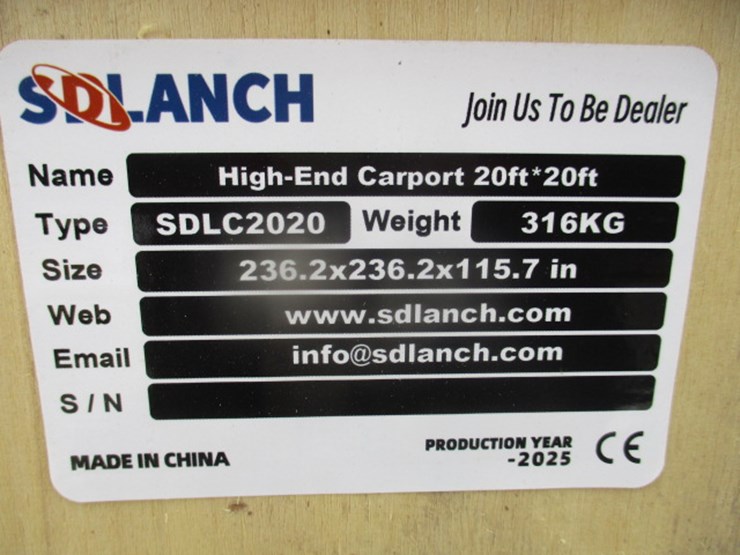 SDLANCH
Join Us To Be Dealer
Name High-End Carport 20ft*20ft
Type SDLC2020 Weight 316KG
Size 236.2x236.2x115.7 in
Web www.sdlanch.com
Email info@sdlanch.com
S / N
MADE IN CHINA
PRODUCTION YEAR
-2025
CE